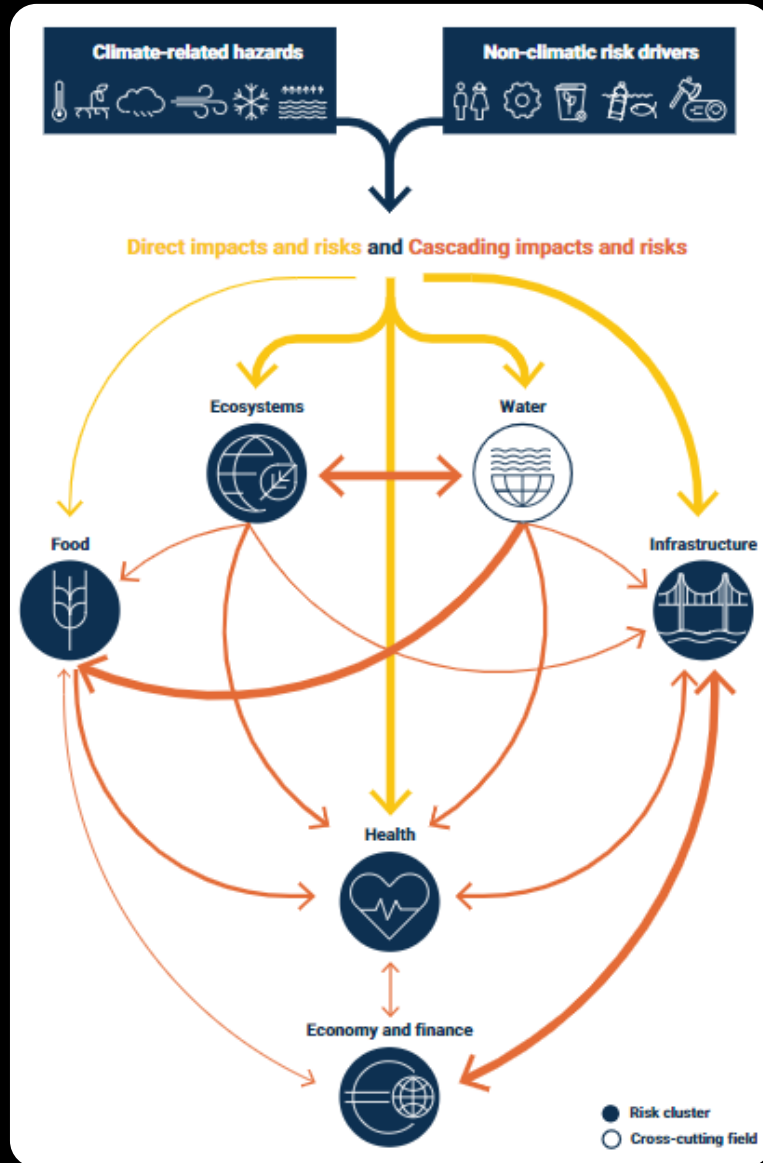 Climate-related hazards
Non-climatic risk drivers
Direct impacts and risks and Cascading impacts and risks
Ecosystems
Water
Food
Infrastructure
Health
Economy and finance
Risk cluster
Cross-cutting field